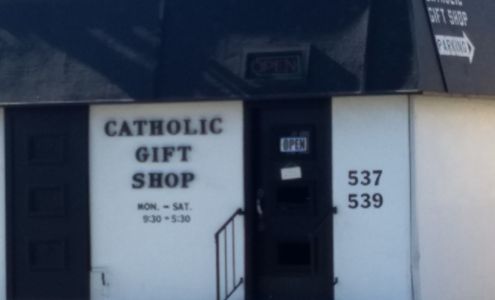 CATHOLIC
GIFT SHOP
PARKING
OPEN
CATHOLIC
GIFT
SHOP
MON. - SAT.
9:30 - 5:30
OPEN
537
539